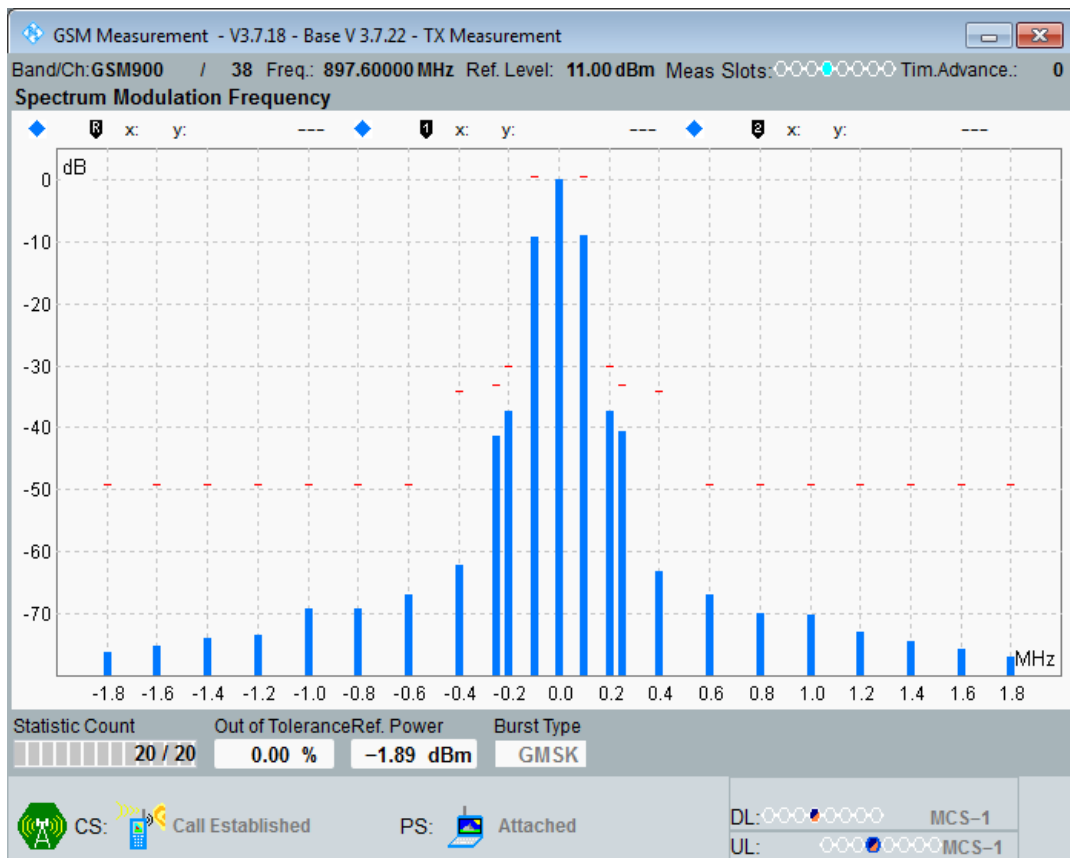 GSM Measurement - V3.7.18 - Base V 3.7.22 - TX Measurement
Band/Ch: GSM900 / 38 Freq.: 897.60000 MHz Ref. Level: 11.00 dBm Meas Slots: Tim.Advance.: 0
Spectrum Modulation Frequency
R x: y: --- 1 x: y: --- 2 x: y: ---
dB
0
-10
-20
-30
-40
-50
-60
-70
MHz
-1.8 -1.6 -1.4 -1.2 -1.0 -0.8 -0.6 -0.4 -0.2 0.0 0.2 0.4 0.6 0.8 1.0 1.2 1.4 1.6 1.8
Statistic Count Out of Tolerance Ref. Power Burst Type
20 / 20 0.00 % −1.89 dBm GMSK
CS: Call Established PS: Attached
DL: MCS−1
UL: MCS−1